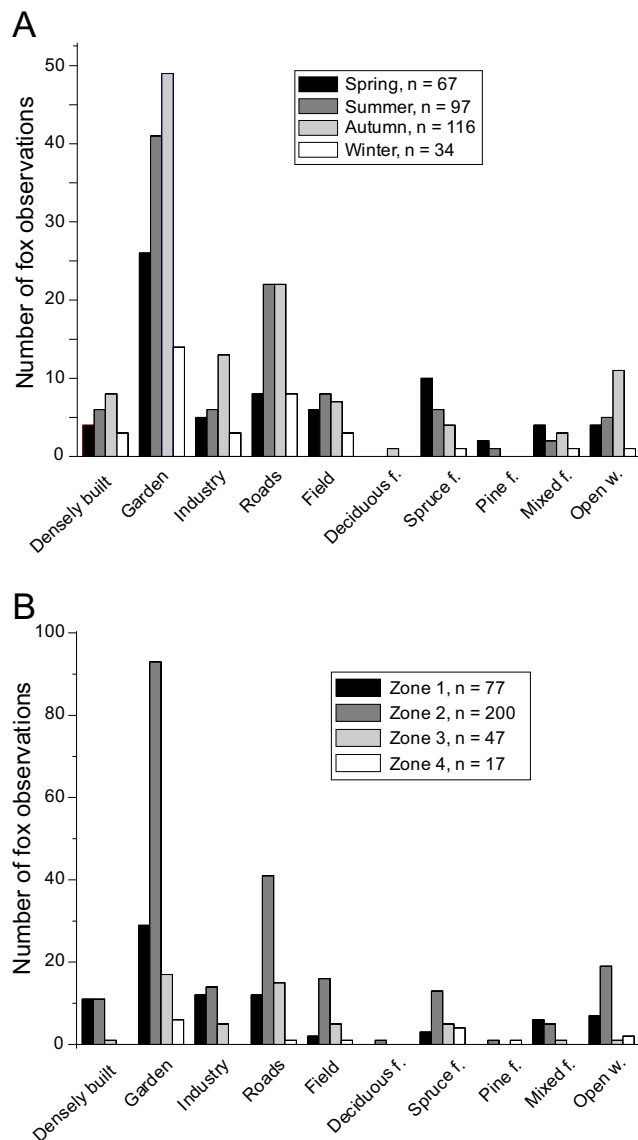 A
Number of fox observations
50
40
30
20
10
0
Spring, n = 67
Summer, n = 97
Autumn, n = 116
Winter, n = 34
Densely built
Garden
Industry
Roads
Field
Deciduous f.
Spruce f.
Pine f.
Mixed f.
Open w.
B
Number of fox observations
100
80
60
40
20
0
Zone 1, n = 77
Zone 2, n = 200
Zone 3, n = 47
Zone 4, n = 17
Densely built
Garden
Industry
Roads
Field
Deciduous f.
Spruce f.
Pine f.
Mixed f.
Open w.